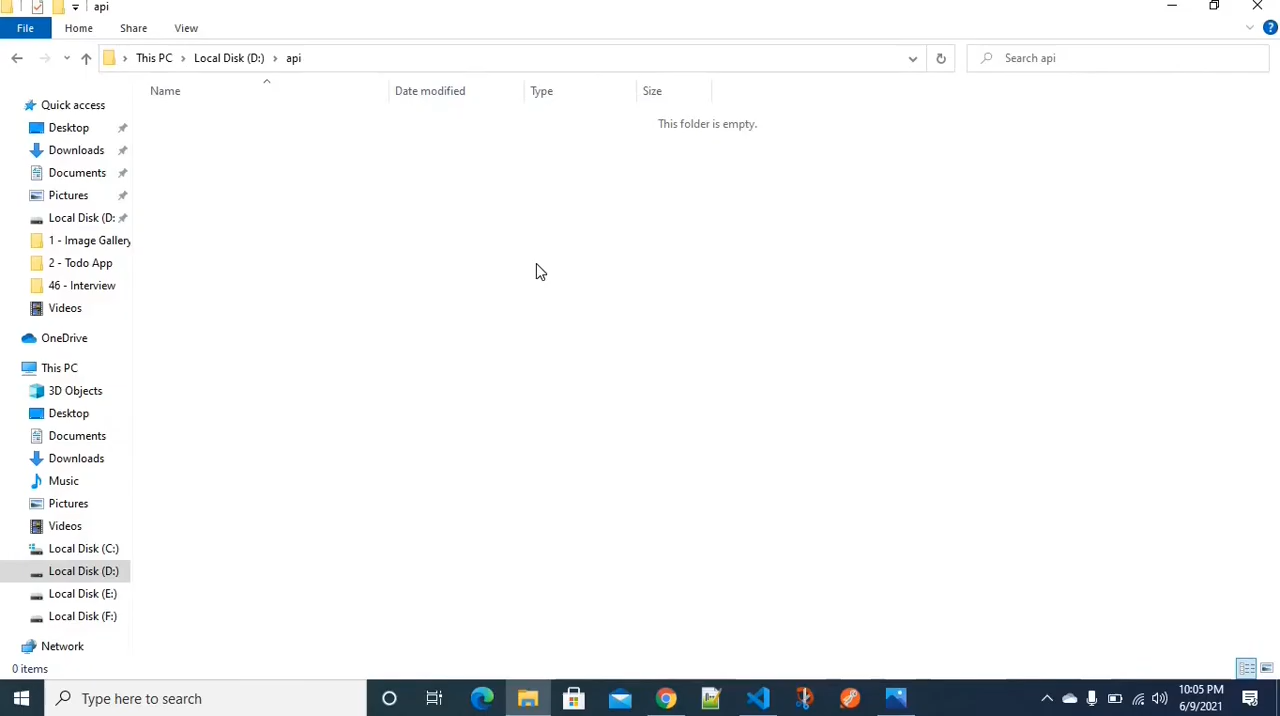 api
File Home Share View
This PC Local Disk (D:) api Search api
Name Date modified Type Size
This folder is empty.
Quick access
Desktop
Downloads
Documents
Pictures
Local Disk (D:
1 - Image Gallery
2 - Todo App
46 - Interview
Videos
OneDrive
This PC
3D Objects
Desktop
Documents
Downloads
Music
Pictures
Videos
Local Disk (C:)
Local Disk (D:)
Local Disk (E:)
Local Disk (F:)
Network
0 items
Type here to search
10:05 PM
6/9/2021